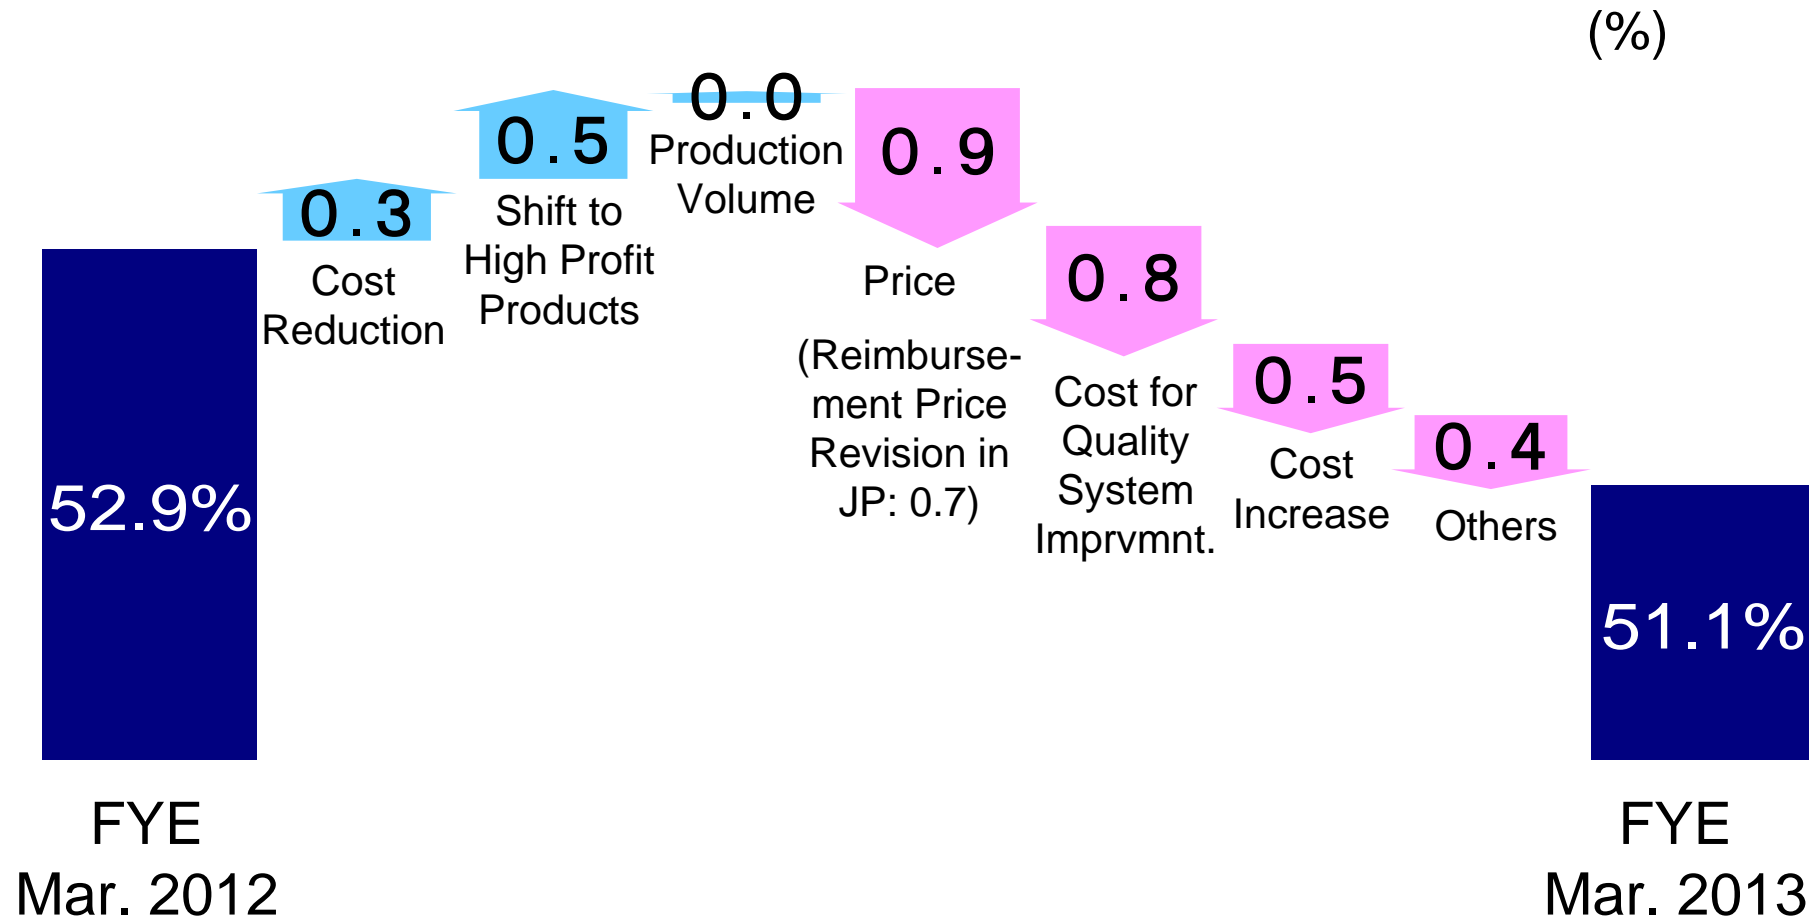 (%)
52.9%
FYE
Mar. 2012
0.3
Cost
Reduction
0.5
Shift to
High Profit
Products
0.0
Production
Volume
0.9
Price
(Reimburse-
ment Price
Revision in
JP: 0.7)
0.8
Cost for
Quality
System
Imprvmnt.
0.5
Cost
Increase
0.4
Others
51.1%
FYE
Mar. 2013